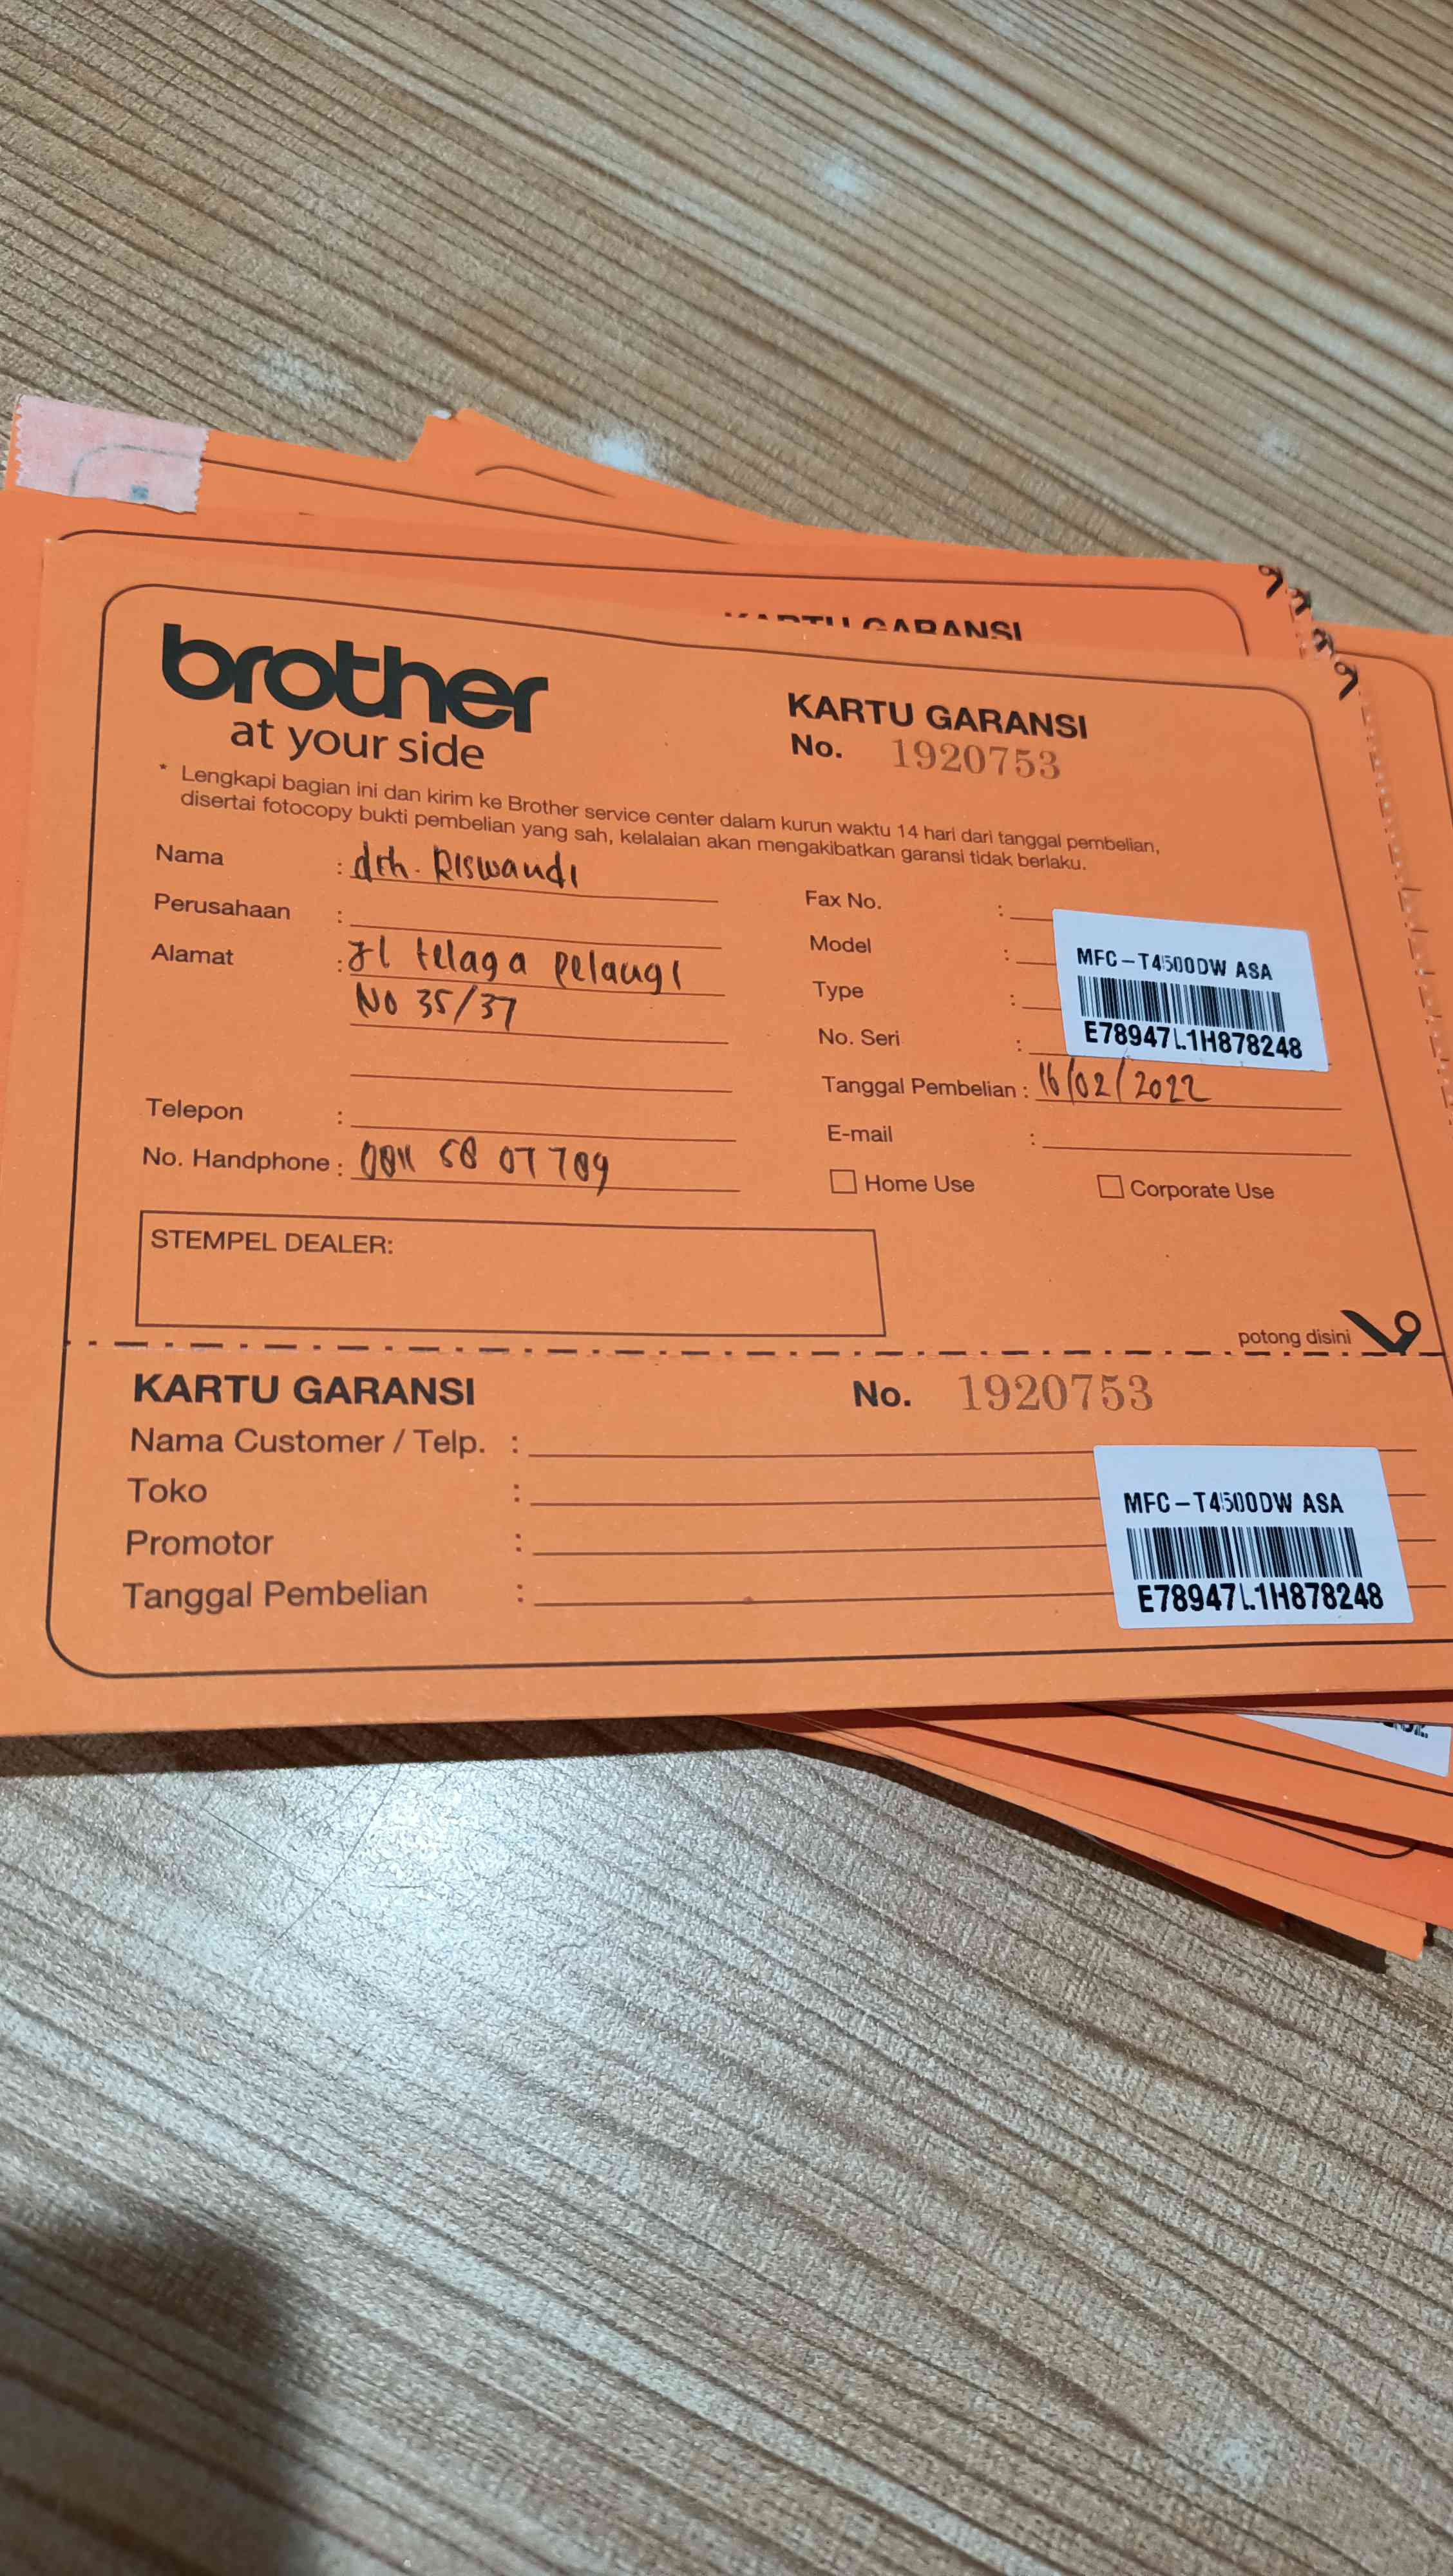 KARTU GARANSI
brother
at your side
KARTU GARANSI
No. 1920753
* Lengkapi bagian ini dan kirim ke Brother service center dalam kurun waktu 14 hari dari tanggal pembelian,
disertai fotocopy bukti pembelian yang sah, kelalaian akan mengakibatkan garansi tidak berlaku.
Nama : drh. Riswandi
Perusahaan :
Alamat : Jl telaga pelangi
No 35/37
Telepon :
No. Handphone : 0811 58 07 789
Fax No. :
Model :
Type :
No. Seri :
MFC-T4500DW ASA
E78947L1H878248
Tanggal Pembelian : 16/02/2022
E-mail :
Home Use
Corporate Use
STEMPEL DEALER:
potong disini
KARTU GARANSI
No. 1920753
Nama Customer / Telp. :
Toko :
Promotor :
Tanggal Pembelian :
MFC-T4500DW ASA
E78947L1H878248